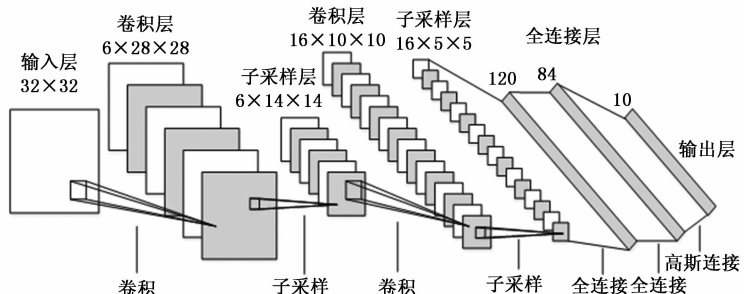 输入层
32×32
卷积层
6×28×28
子采样层
6×14×14
卷积层
16×10×10
子采样层
16×5×5
全连接层
120
84
10
输出层
卷积
子采样
卷积
子采样
全连接
全连接
高斯连接